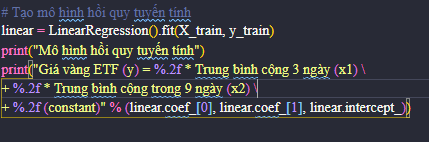 # Tạo mô hình hồi quy tuyến tính
linear = LinearRegression().fit(X_train, y_train)
print("Mô hình hồi quy tuyến tính")
print("Giá vàng ETF (y) = %.2f * Trung bình cộng 3 ngày (x1) \
+ %.2f * Trung bình cộng trong 9 ngày (x2) \
+ %.2f (constant)" % (linear.coef_[0], linear.coef_[1], linear.intercept_))